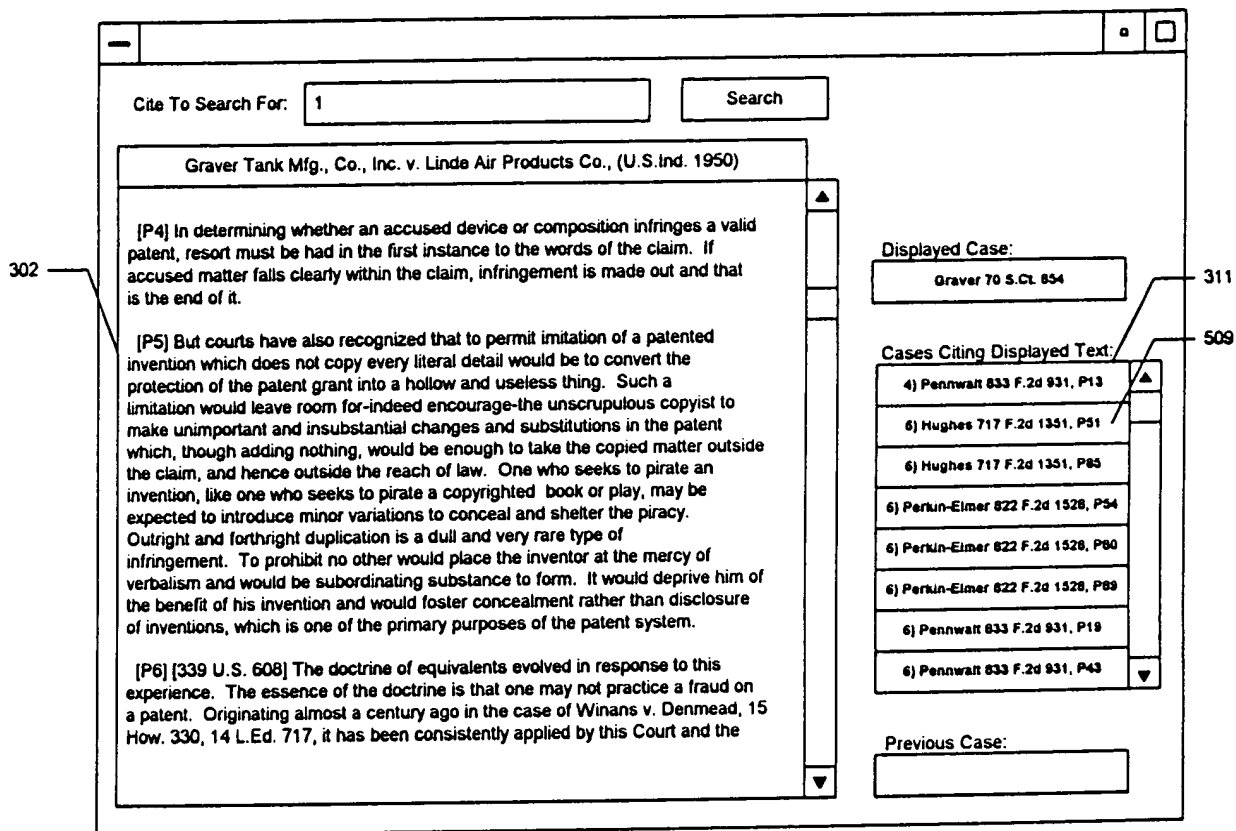 Cite To Search For: 1 Search
Graver Tank Mfg., Co., Inc. v. Linde Air Products Co., (U.S.Ind. 1950)
[P4] In determining whether an accused device or composition infringes a valid
patent, resort must be had in the first instance to the words of the claim. If
accused matter falls clearly within the claim, infringement is made out and that
is the end of it.
[P5] But courts have also recognized that to permit imitation of a patented
invention which does not copy every literal detail would be to convert the
protection of the patent grant into a hollow and useless thing. Such a
limitation would leave room for-indeed encourage-the unscrupulous copyist to
make unimportant and insubstantial changes and substitutions in the patent
which, though adding nothing, would be enough to take the copied matter outside
the claim, and hence outside the reach of law. One who seeks to pirate an
invention, like one who seeks to pirate a copyrighted book or play, may be
expected to introduce minor variations to conceal and shelter the piracy.
Outright and forthright duplication is a dull and very rare type of
infringement. To prohibit no other would place the inventor at the mercy of
verbalism and would be subordinating substance to form. It would deprive him of
the benefit of his invention and would foster concealment rather than disclosure
of inventions, which is one of the primary purposes of the patent system.
[P6] [339 U.S. 608] The doctrine of equivalents evolved in response to this
experience. The essence of the doctrine is that one may not practice a fraud on
a patent. Originating almost a century ago in the case of Winans v. Denmead, 15
How. 330, 14 L.Ed. 717, it has been consistently applied by this Court and the
302
Displayed Case:
Graver 70 S.Ct. 854
311
509
Cases Citing Displayed Text:
4) Pennwalt 833 F.2d 931, P13
6) Hughes 717 F.2d 1351, P51
6) Hughes 717 F.2d 1351, P85
6) Perkin-Elmer 822 F.2d 1528, P54
6) Perkin-Elmer 822 F.2d 1528, P80
6) Perkin-Elmer 822 F.2d 1528, P89
6) Pennwalt 833 F.2d 931, P19
6) Pennwalt 833 F.2d 931, P43
Previous Case: